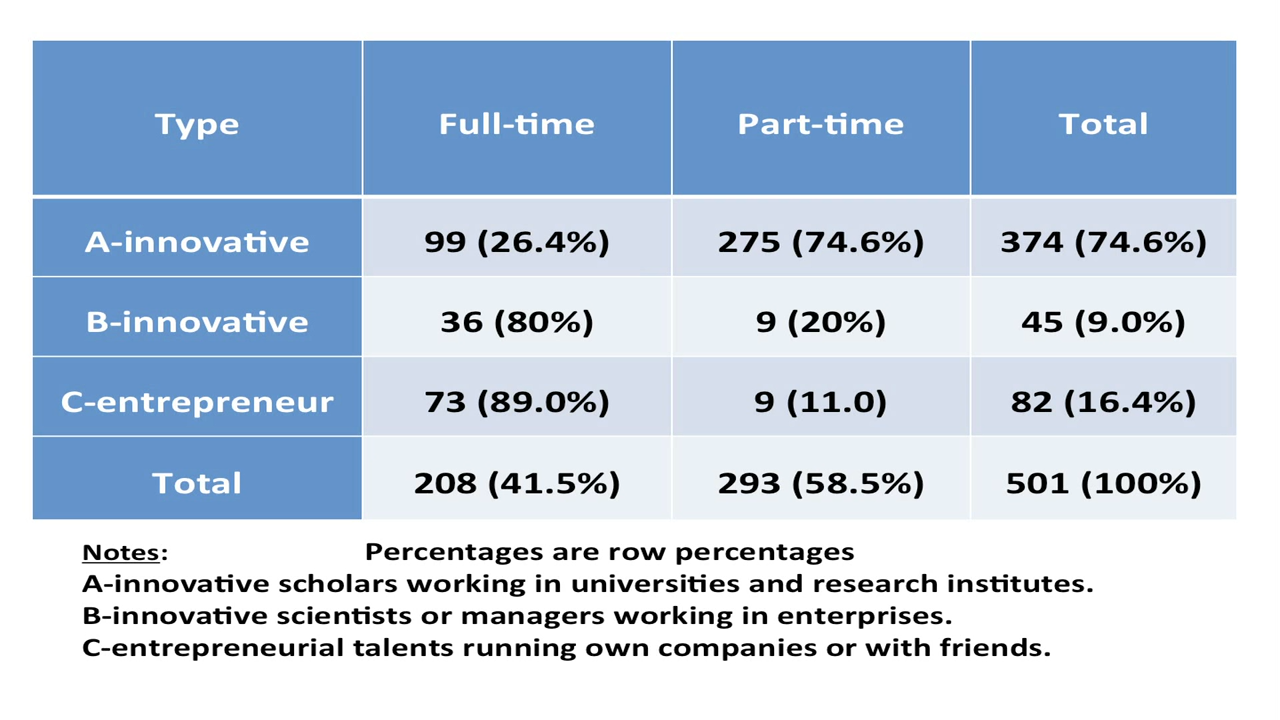 Type Full-time Part-time Total
A-innovative 99 (26.4%) 275 (74.6%) 374 (74.6%)
B-innovative 36 (80%) 9 (20%) 45 (9.0%)
C-entrepreneur 73 (89.0%) 9 (11.0) 82 (16.4%)
Total 208 (41.5%) 293 (58.5%) 501 (100%)
Notes: Percentages are row percentages
A-innovative scholars working in universities and research institutes.
B-innovative scientists or managers working in enterprises.
C-entrepreneurial talents running own companies or with friends.